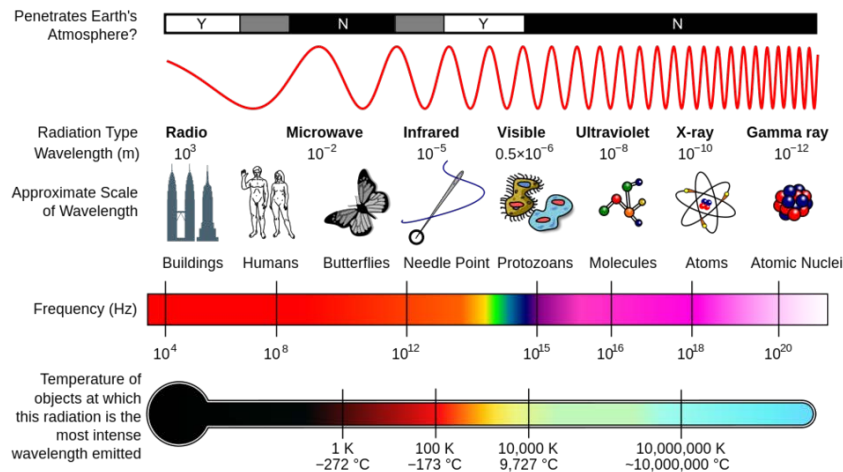 Penetrates Earth's
Atmosphere?
Y N Y N
Radiation Type
Radio Microwave Infrared Visible Ultraviolet X-ray Gamma ray
Wavelength (m)
10³ 10⁻² 10⁻⁵ 0.5×10⁻⁶ 10⁻⁸ 10⁻¹⁰ 10⁻¹²
Approximate Scale
of Wavelength
Buildings Humans Butterflies Needle Point Protozoans Molecules Atoms Atomic Nuclei
Frequency (Hz)
10⁴ 10⁸ 10¹² 10¹⁵ 10¹⁶ 10¹⁸ 10²⁰
Temperature of
objects at which
this radiation is the
most intense
wavelength emitted
1 K 100 K 10,000 K 10,000,000 K
−272 °C −173 °C 9,727 °C ~10,000,000 °C